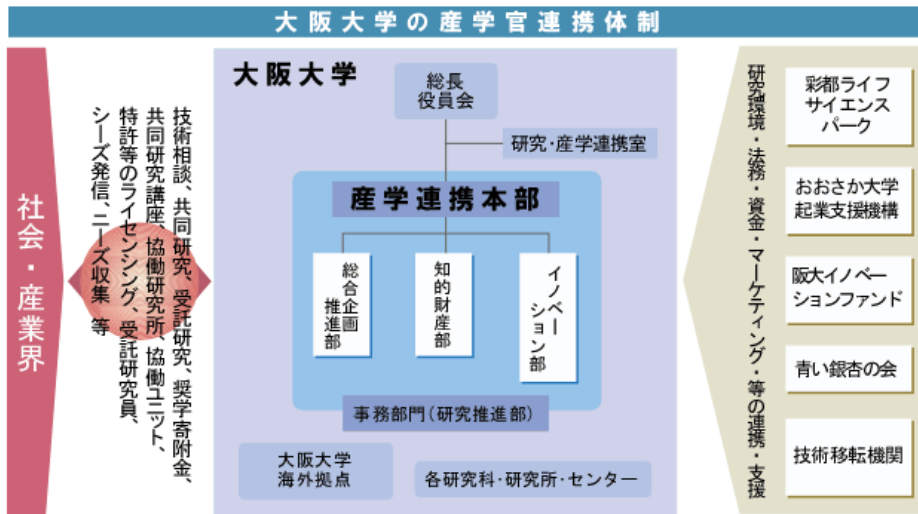 大阪大学の産学官連携体制
社会・産業界
技術相談、共同研究、受託研究、奨学寄附金、
共同研究講座、協働研究所、協働ユニット、
特許等のライセンシング、受託研究員、
シーズ発信、ニーズ収集 等
大阪大学
総長
役員会
研究・産学連携室
産学連携本部
総合企画
推進部
知的財産部
イノベー
ション部
事務部門(研究推進部)
大阪大学
海外拠点
各研究科・研究所・センター
研究環境・法務・資金・マーケティング・等の連携・支援
彩都ライフ
サイエンス
パーク
おおさか大学
起業支援機構
阪大イノベー
ションファンド
青い銀杏の会
技術移転機関